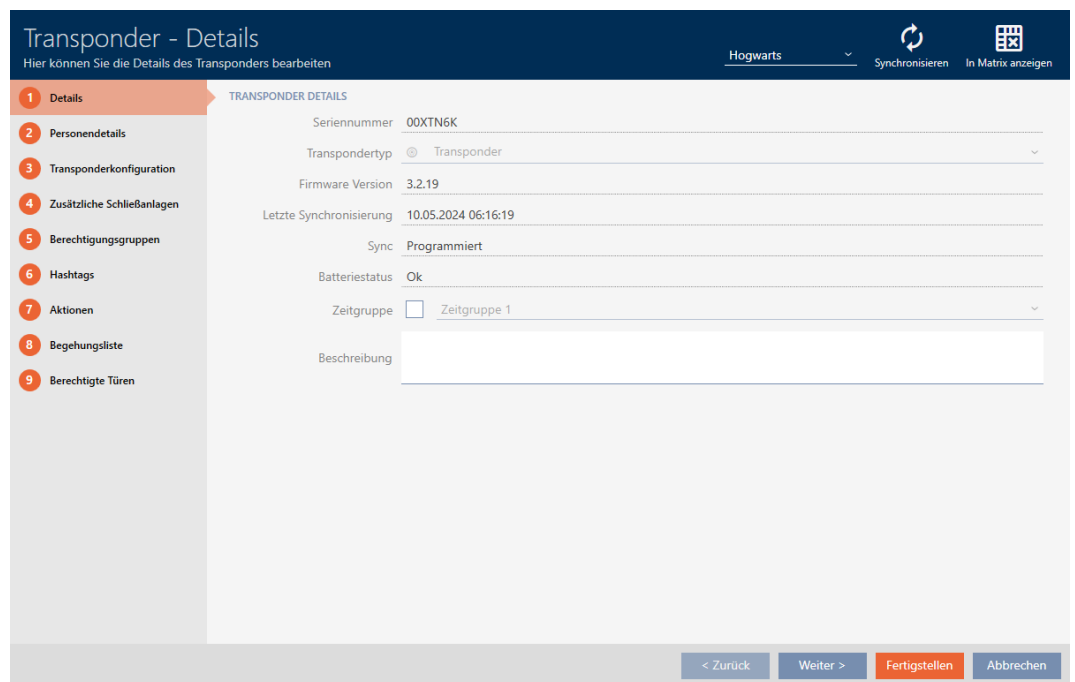 Transponder - Details
Hier können Sie die Details des Transponders bearbeiten
Hogwarts
Synchronisieren
In Matrix anzeigen
1 Details
2 Personendetails
3 Transponderkonfiguration
4 Zusätzliche Schließanlagen
5 Berechtigungsgruppen
6 Hashtags
7 Aktionen
8 Begehungsliste
9 Berechtigte Türen
TRANSPONDER DETAILS
Seriennummer 00XTN6K
Transpondertyp Transponder
Firmware Version 3.2.19
Letzte Synchronisierung 10.05.2024 06:16:19
Sync Programmiert
Batteriestatus Ok
Zeitgruppe Zeitgruppe 1
Beschreibung
< Zurück Weiter > Fertigstellen Abbrechen